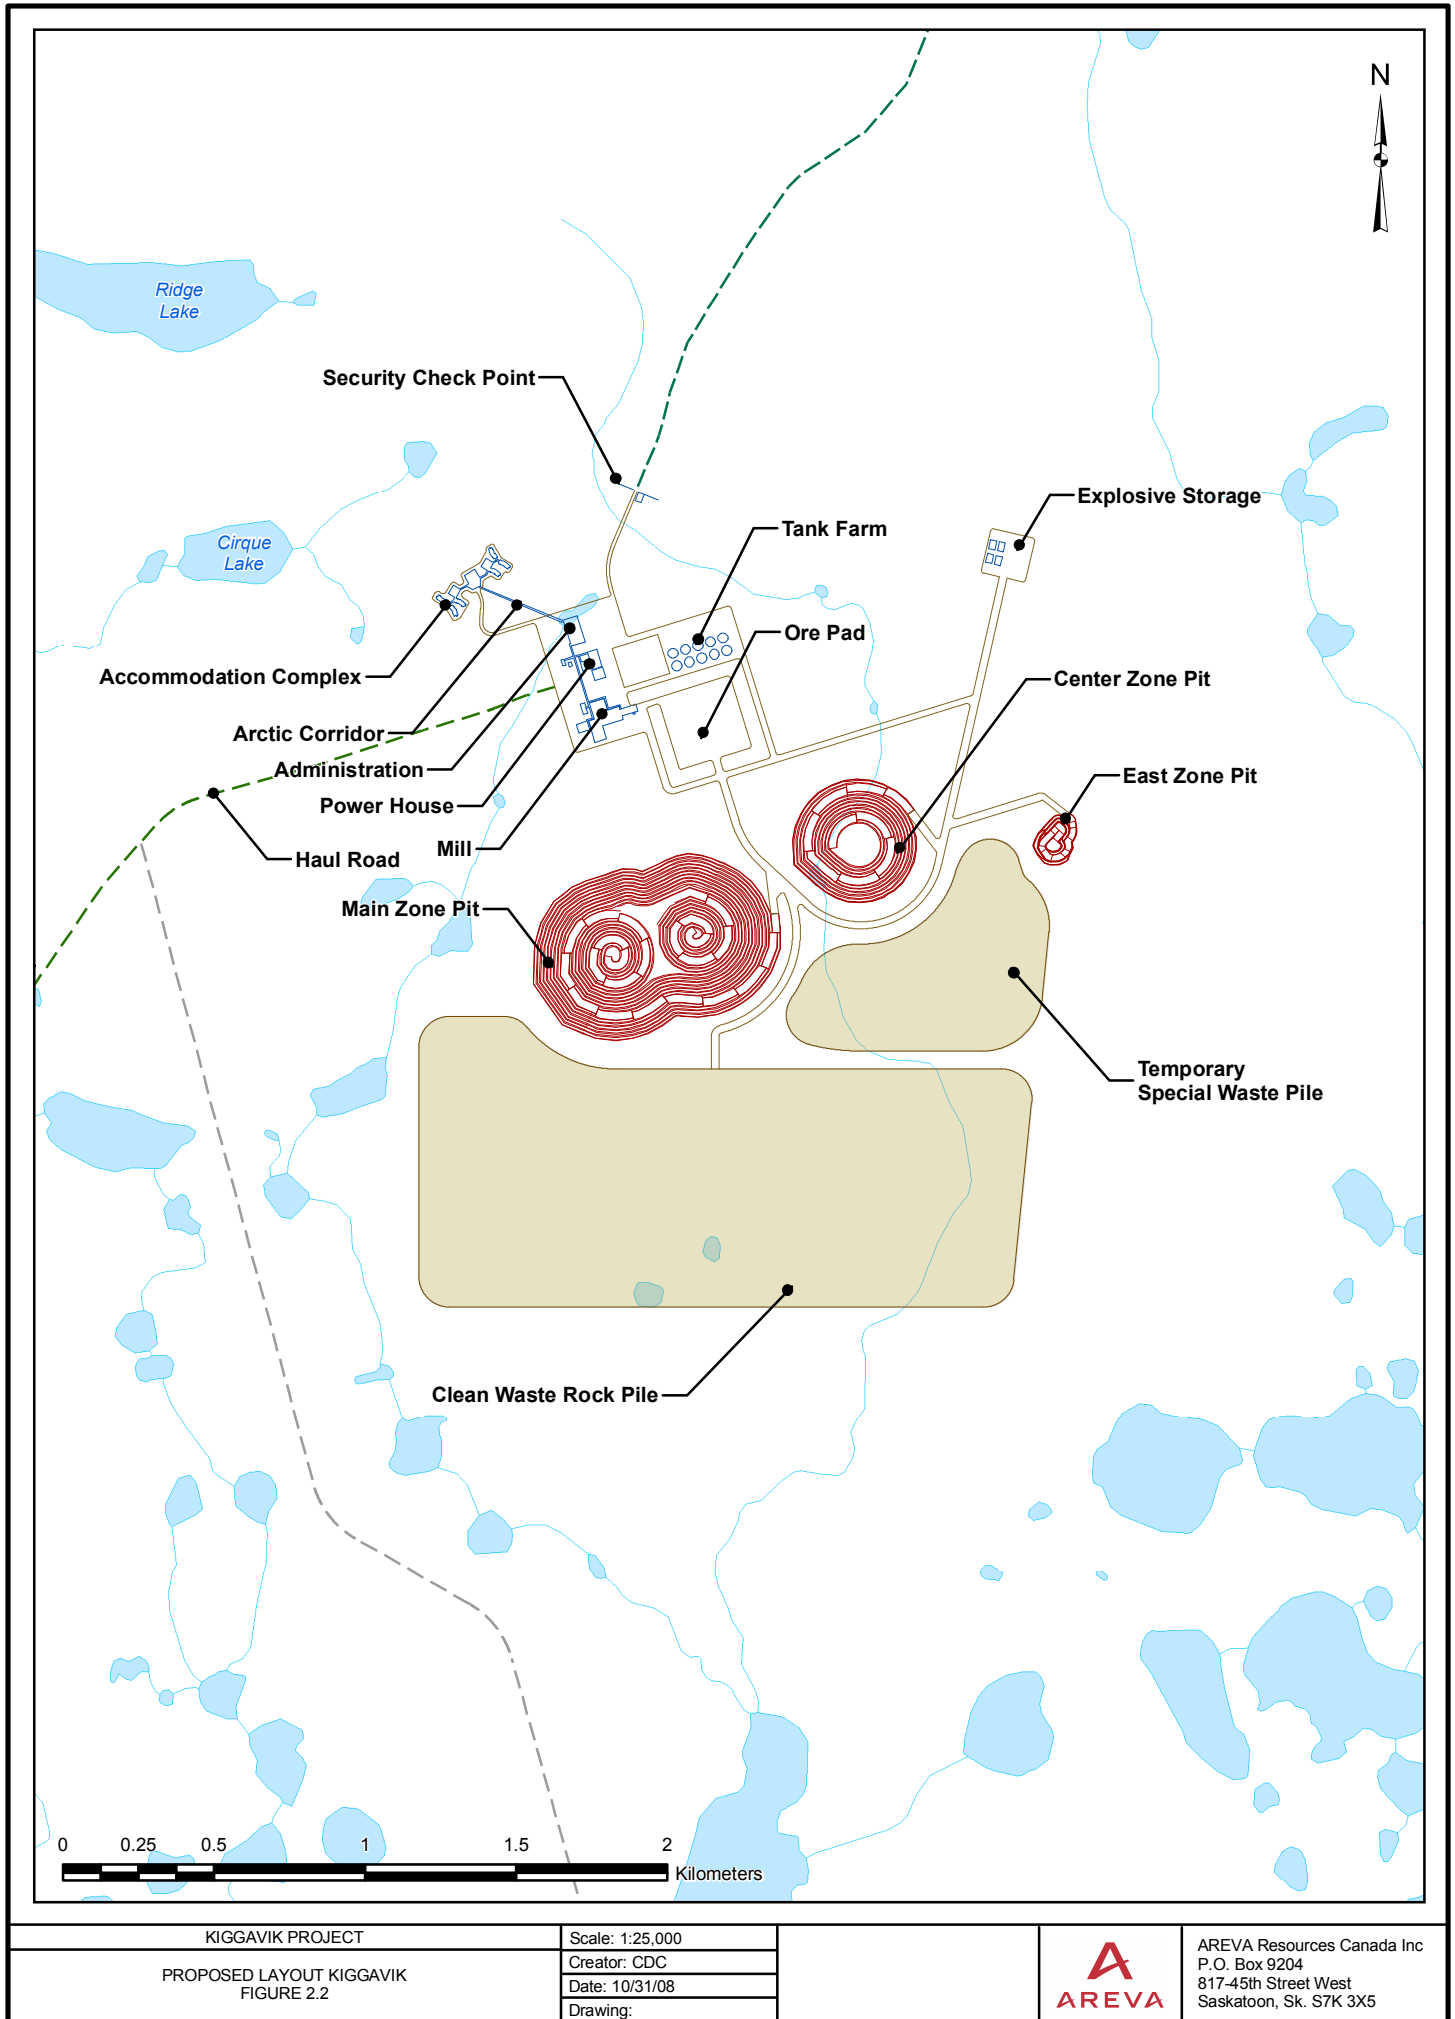 N
Ridge
Lake
Security Check Point
Explosive Storage
Tank Farm
Cirque
Lake
Ore Pad
Accommodation Complex
Center Zone Pit
Arctic Corridor
Administration
East Zone Pit
Power House
Mill
Haul Road
Main Zone Pit
Temporary
Special Waste Pile
Clean Waste Rock Pile
0 0.25 0.5 1 1.5 2
Kilometers
KIGGAVIK PROJECT
PROPOSED LAYOUT KIGGAVIK
FIGURE 2.2
Scale: 1:25,000
Creator: CDC
Date: 10/31/08
Drawing:
AREVA
AREVA Resources Canada Inc
P.O. Box 9204
817-45th Street West
Saskatoon, Sk. S7K 3X5